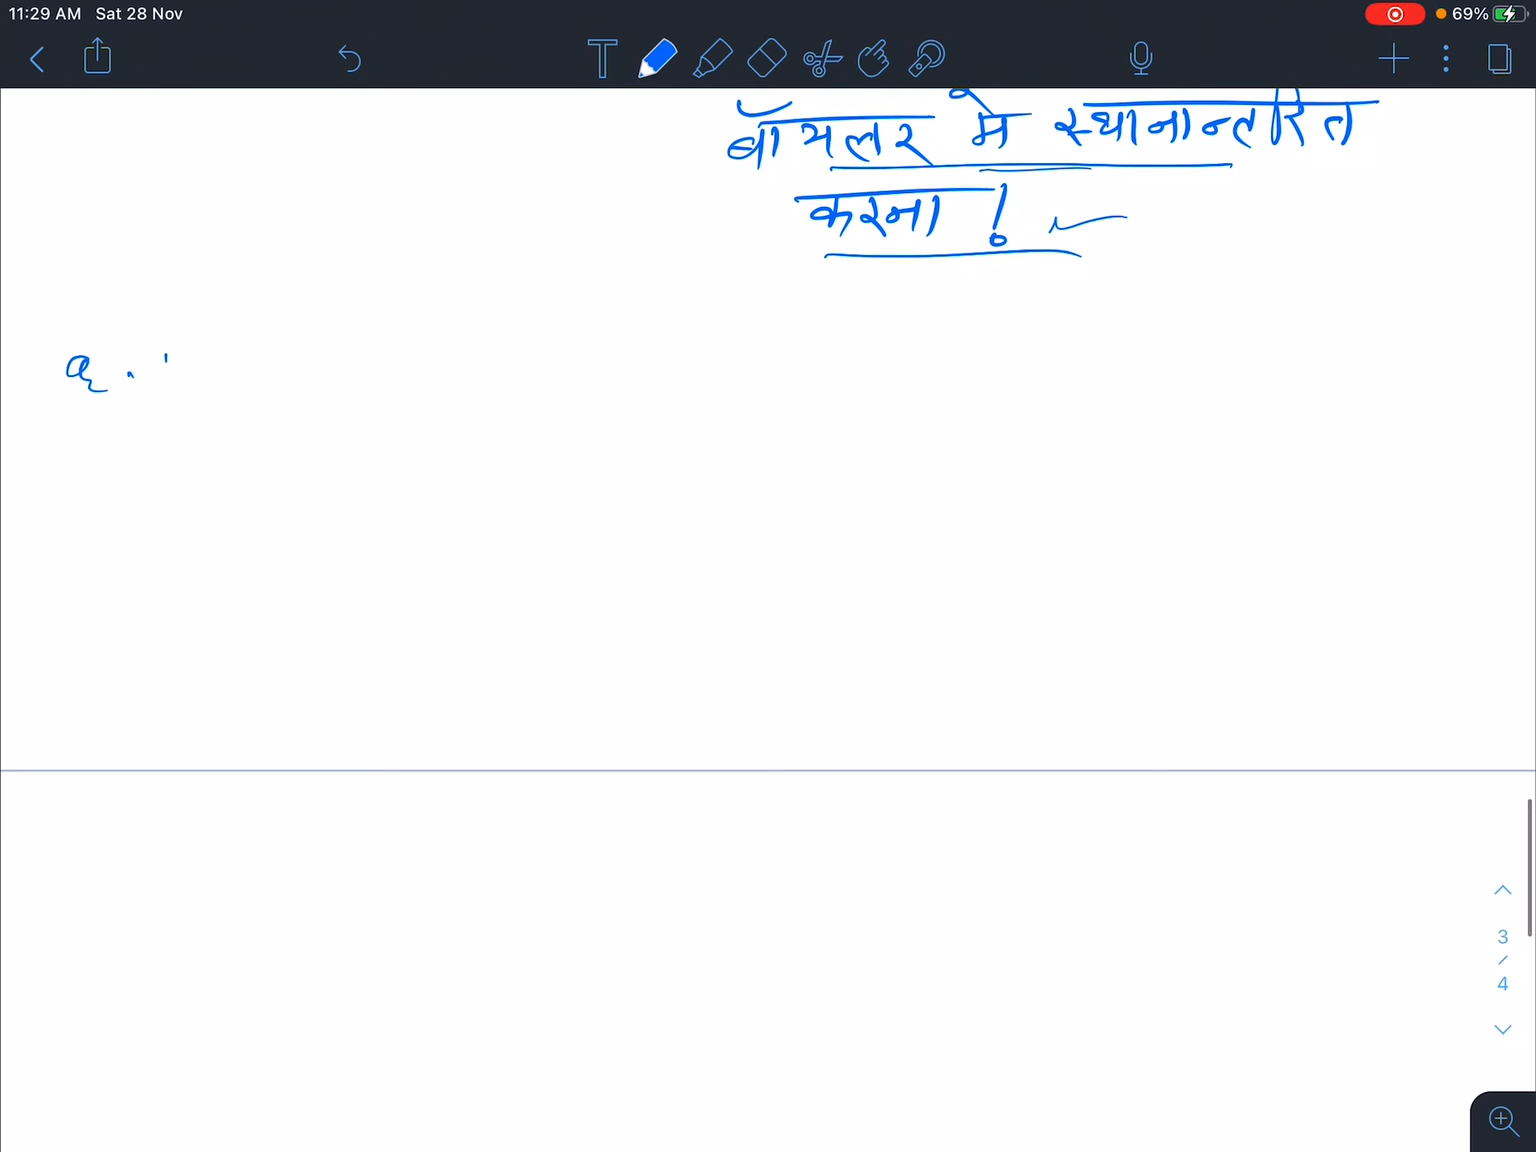 11:29 AM Sat 28 Nov
69%
T
बॉयलर मे स्थानान्तरित
करना !
Q .
3
/
4